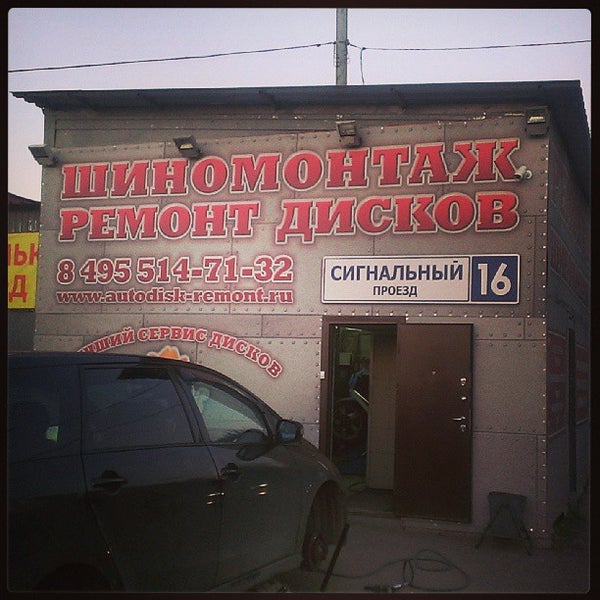 ШИНОМОНТАЖ
РЕМОНТ ДИСКОВ
8 495 514-71-32
www.autodisk-remont.ru
СИГНАЛЬНЫЙ
ПРОЕЗД
16
СЕРВИС ДИСКОВ